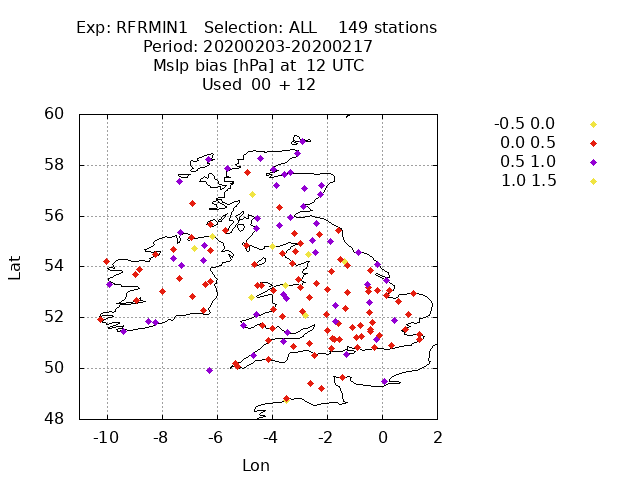 Exp: RFRMIN1 Selection: ALL 149 stations
Period: 20200203-20200217
Mslp bias [hPa] at 12 UTC
Used 00 + 12
-0.5 0.0
0.0 0.5
0.5 1.0
1.0 1.5
60
58
56
54
52
50
48
Lat
-10 -8 -6 -4 -2 0 2
Lon